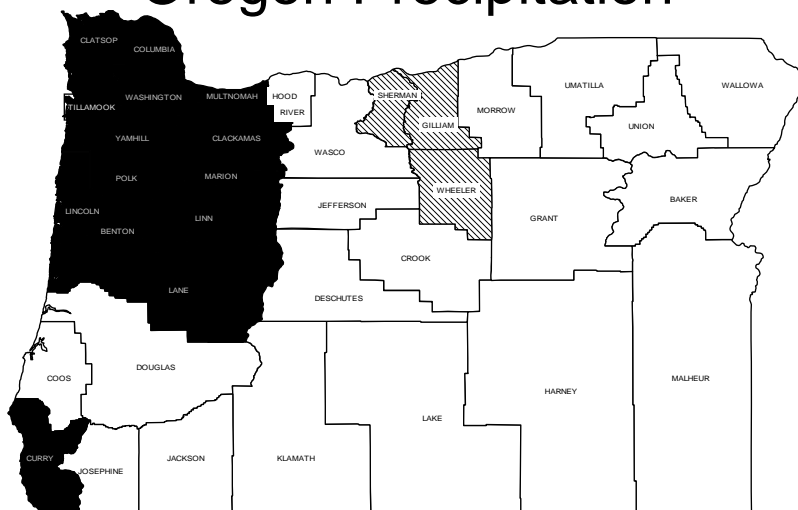 Oregon Precipitation
CLATSOP
COLUMBIA
TILLAMOOK
WASHINGTON
MULTNOMAH
HOOD
RIVER
SHERMAN
GILLIAM
MORROW
UMATILLA
WALLOWA
UNION
YAMHILL
CLACKAMAS
WASCO
POLK
MARION
WHEELER
JEFFERSON
GRANT
BAKER
LINCOLN
LINN
BENTON
CROOK
LANE
DESCHUTES
DOUGLAS
COOS
HARNEY
MALHEUR
LAKE
CURRY
JOSEPHINE
JACKSON
KLAMATH